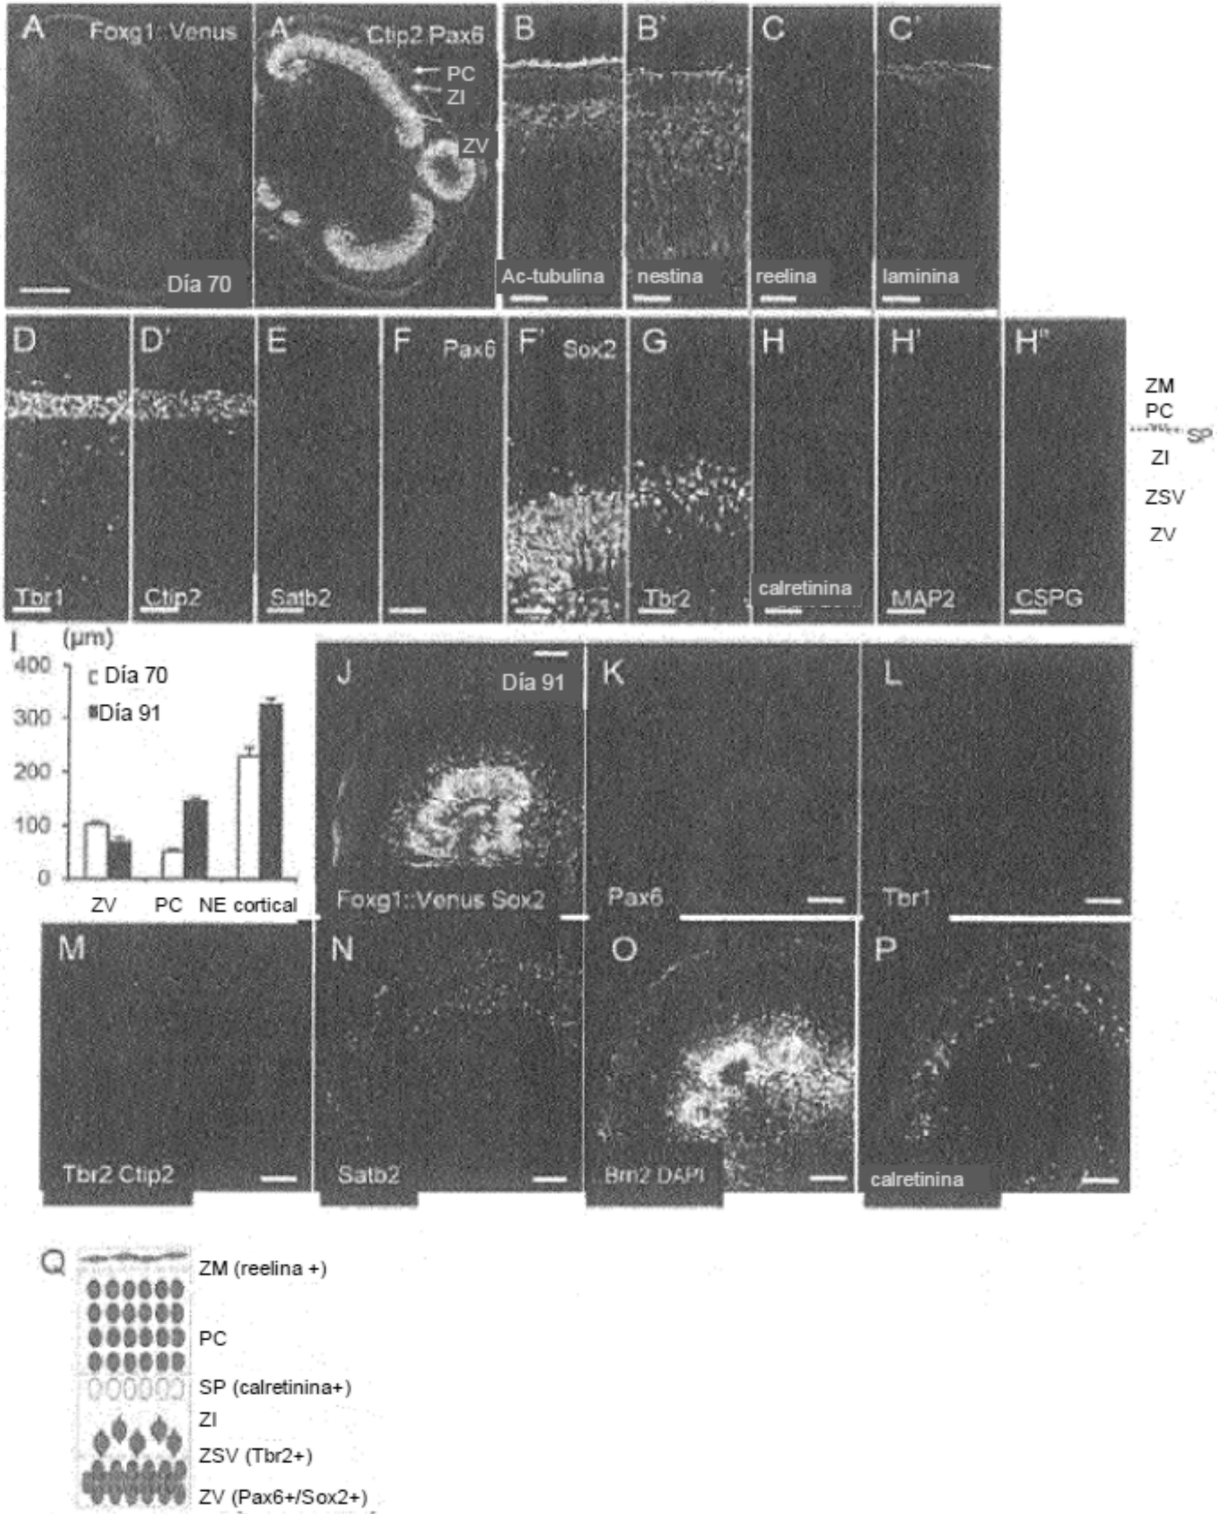 A Foxg1::Venus
Día 70
A' Ctip2 Pax6
PC
ZI
ZV
B
Ac-tubulina
B'
nestina
C
reelina
C'
laminina
D
Tbr1
D'
Ctip2
E
Satb2
F Pax6
F' Sox2
G
Tbr2
H
calretinina
H'
MAP2
H"
CSPG
ZM
PC
SP
ZI
ZSV
ZV
I (μm)
400
300
200
100
0
Día 70
Día 91
ZV PC NE cortical
J
Día 91
Foxg1::Venus Sox2
K
Pax6
L
Tbr1
M
Tbr2 Ctip2
N
Satb2
O
Brn2 DAPI
P
calretinina
Q
ZM (reelina +)
PC
SP (calretinina+)
ZI
ZSV (Tbr2+)
ZV (Pax6+/Sox2+)